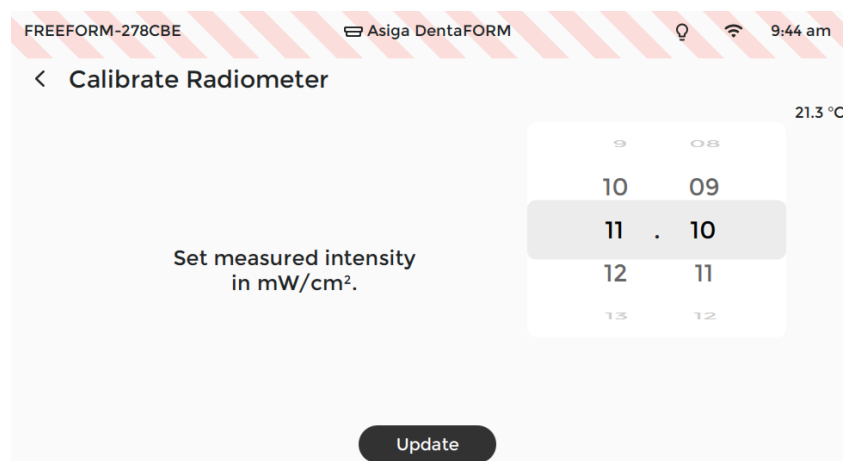 FREEFORM-278CBE Asiga DentaFORM 9:44 am
< Calibrate Radiometer
21.3 °C
9 08
10 09
11 . 10
Set measured intensity
in mW/cm².
12 11
13 12
Update